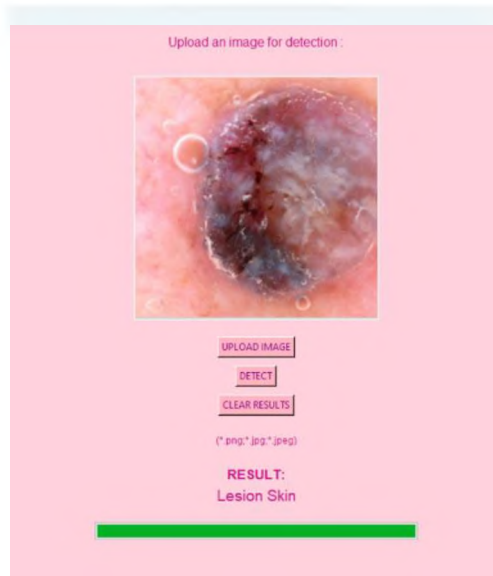 Upload an image for detection :
UPLOAD IMAGE
DETECT
CLEAR RESULTS
(*.png;*.jpg;*.jpeg)
RESULT:
Lesion Skin